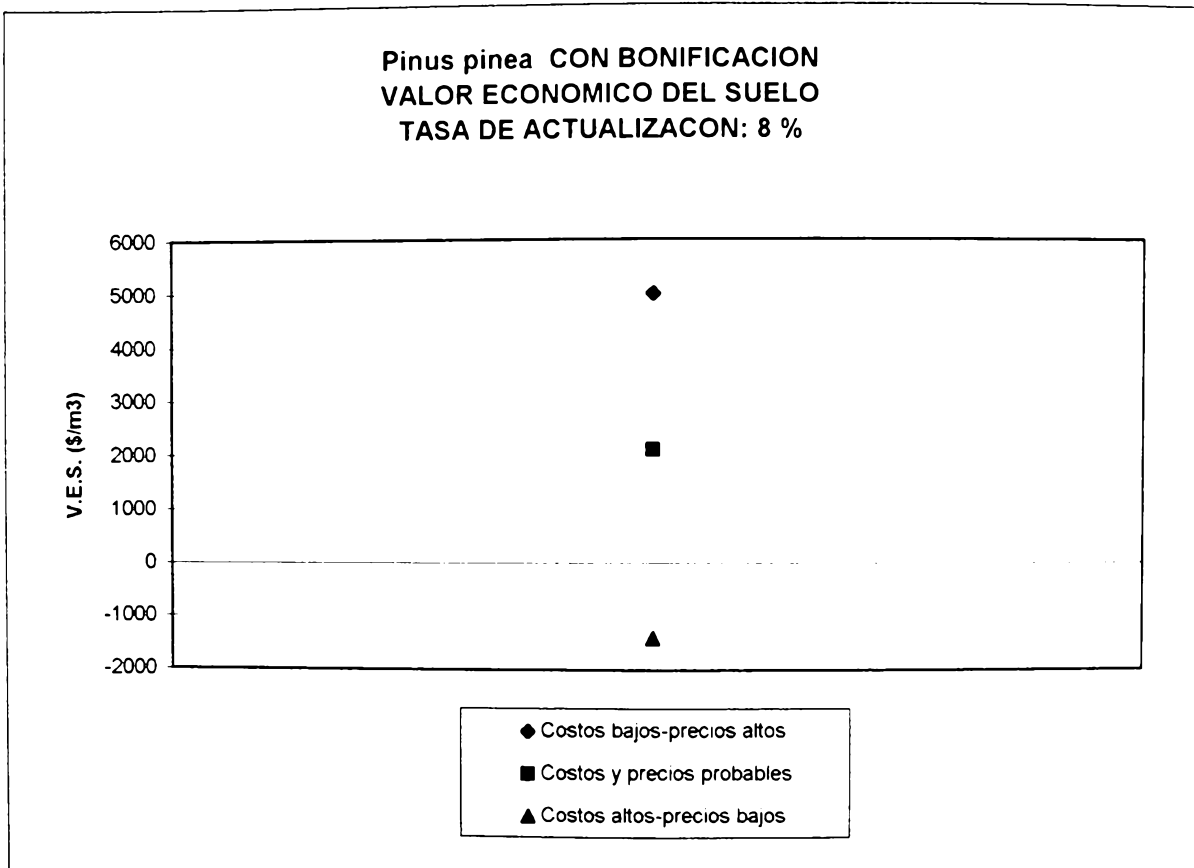 Pinus pinea CON BONIFICACION
VALOR ECONOMICO DEL SUELO
TASA DE ACTUALIZACON: 8 %
6000
5000
4000
3000
2000
1000
0
-1000
-2000
V.E.S. ($/m3)
Costos bajos-precios altos
Costos y precios probables
Costos altos-precios bajos